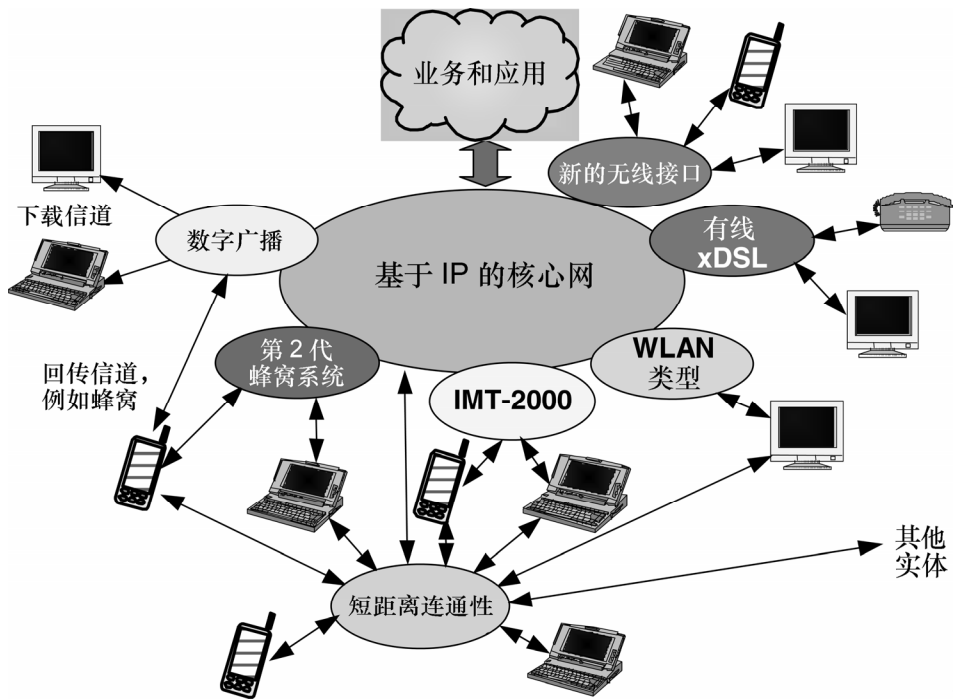 业务和应用
新的无线接口
下载信道
数字广播
有线
xDSL
基于 IP 的核心网
第 2 代
蜂窝系统
WLAN
类型
回传信道，
例如蜂窝
IMT-2000
其他
实体
短距离连通性